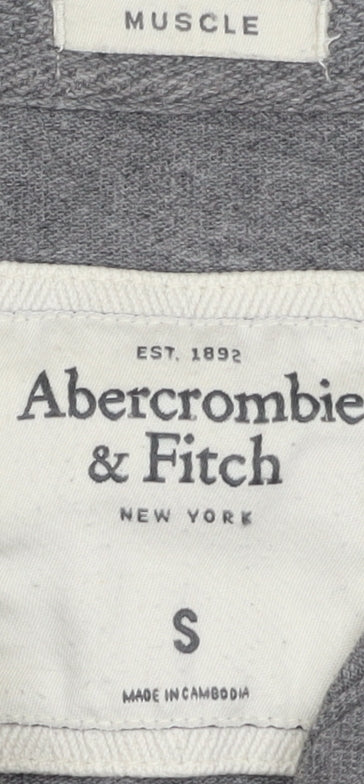 MUSCLE
EST. 1892
Abercrombie
& Fitch
NEW YORK
S
MADE IN CAMBODIA